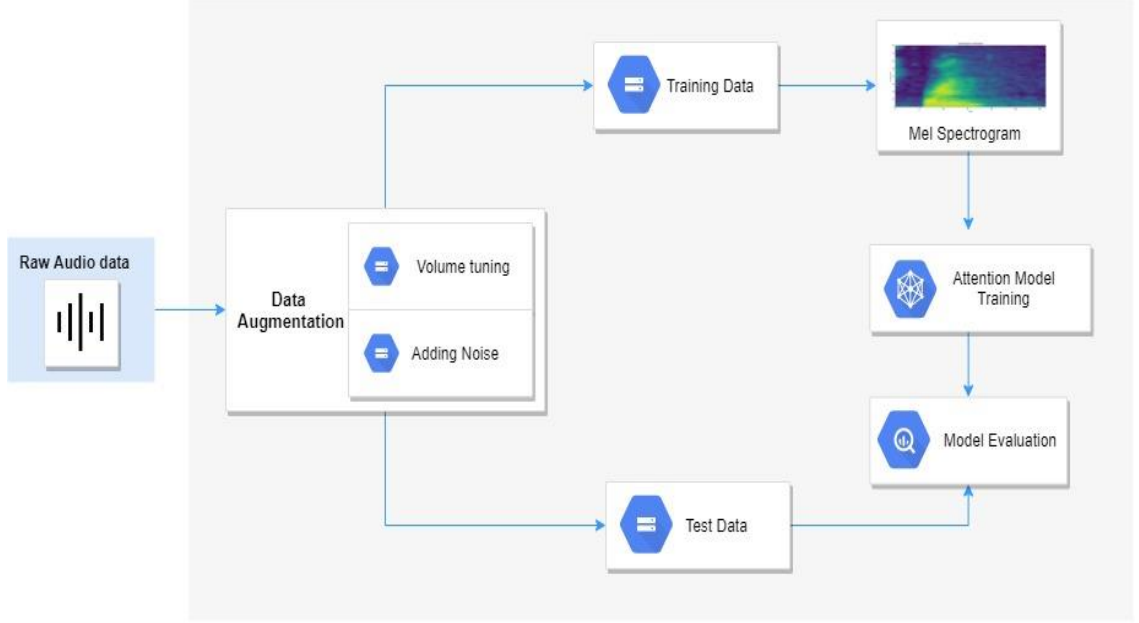 Training Data
Mel Spectrogram
Raw Audio data
Data
Augmentation
Volume tuning
Adding Noise
Attention Model
Training
Model Evaluation
Test Data